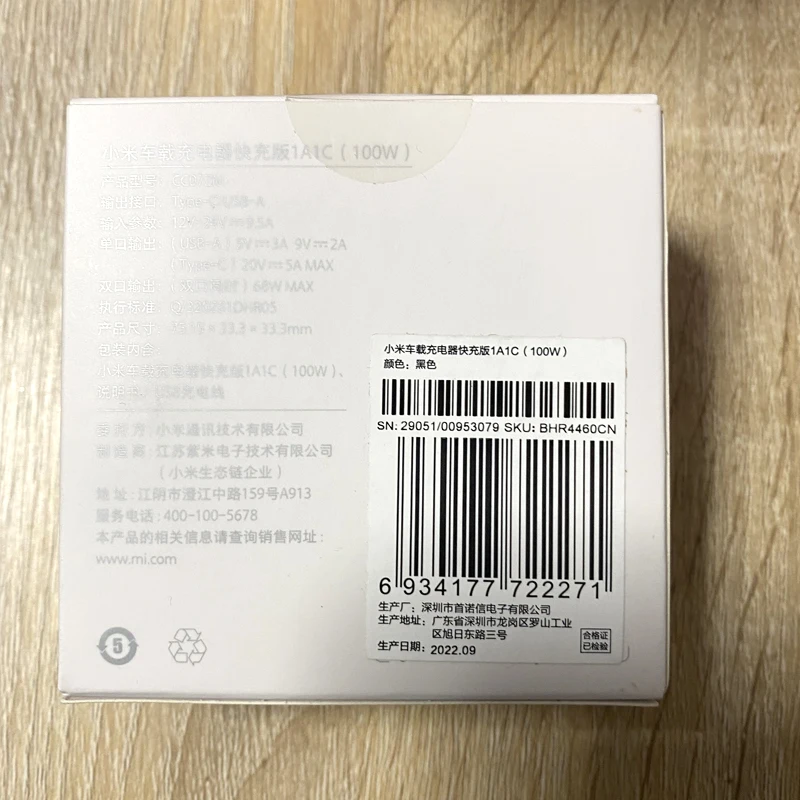 小米车载充电器快充版1A1C（100W）
产品型号：
输出接口：Type-C/USB-A
输入参数：
单口输出：（USB-A）5V⎓3A 9V⎓2A
（Type-C）20V⎓5A MAX
双口输出： 68W MAX
执行标准：
产品尺寸： × 33.3 × 33.3mm
包装内含：
小米车载充电器快充版1A1C（100W）、
说明书、USB充电线
委托方：小米通讯技术有限公司
制造商：江苏紫米电子技术有限公司
（小米生态链企业）
地 址：江阴市澄江中路159号A913
服务电话：400-100-5678
本产品的相关信息请查询销售网址：
www.mi.com
5
小米车载充电器快充版1A1C（100W）
颜色：黑色
SN: 29051/00953079 SKU: BHR4460CN
6 934177 722271
生产厂：深圳市首诺信电子有限公司
生产地址：广东省深圳市龙岗区罗山工业
区旭日东路三号
生产日期：2022.09
合格证
已检验